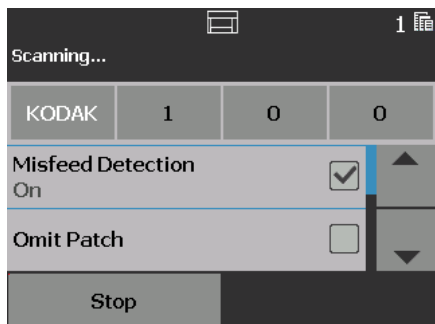 1
Scanning...
KODAK 1 0 0
Misfeed Detection
On
Omit Patch
Stop